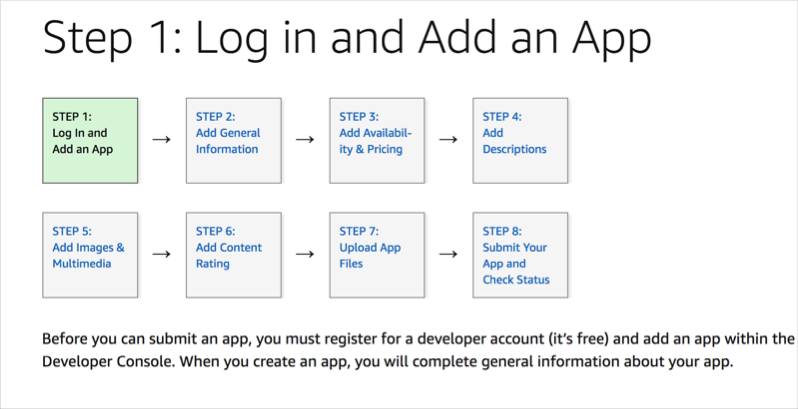 Step 1: Log in and Add an App
STEP 1:
Log In and
Add an App
→
STEP 2:
Add General
Information
→
STEP 3:
Add Availabil-
ity & Pricing
→
STEP 4:
Add
Descriptions
STEP 5:
Add Images &
Multimedia
→
STEP 6:
Add Content
Rating
→
STEP 7:
Upload App
Files
→
STEP 8:
Submit Your
App and
Check Status
Before you can submit an app, you must register for a developer account (it’s free) and add an app within the
Developer Console. When you create an app, you will complete general information about your app.